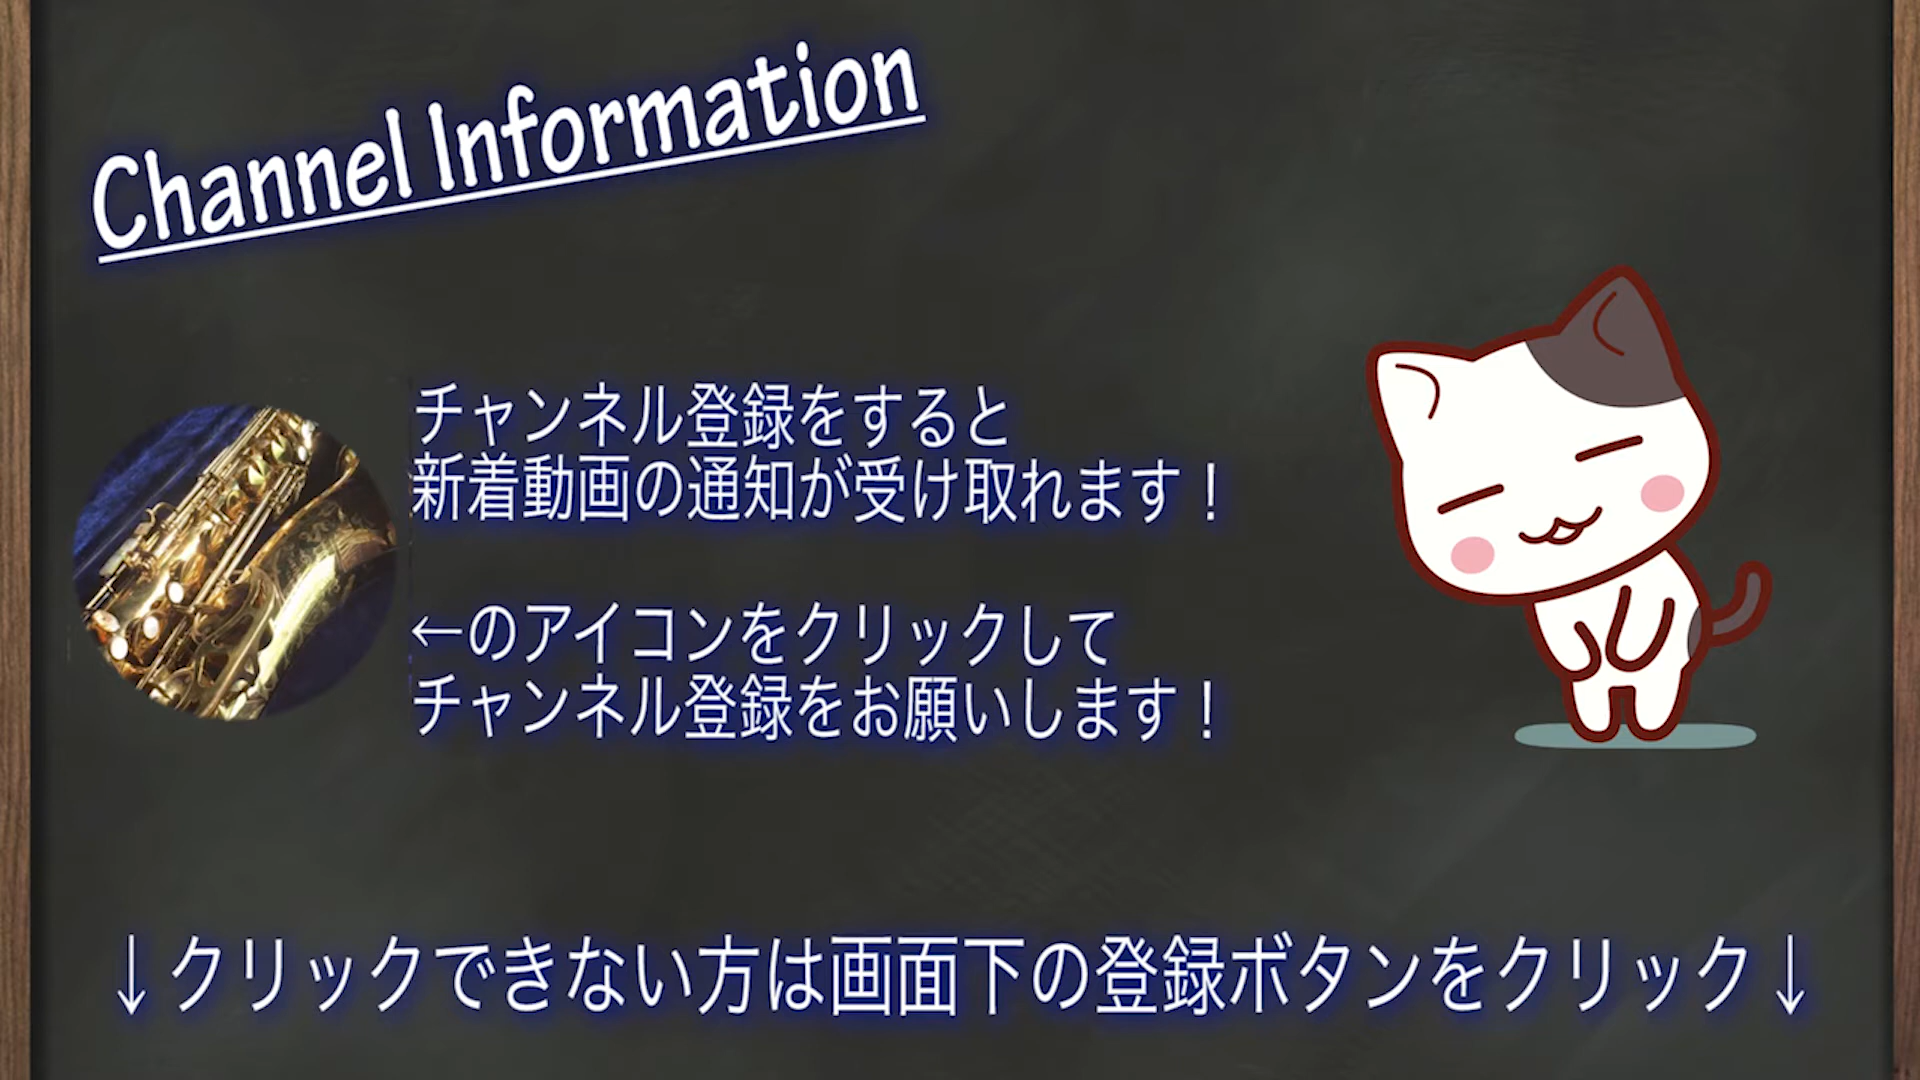 Channel Information
チャンネル登録をすると
新着動画の通知が受け取れます！
←のアイコンをクリックして
チャンネル登録をお願いします！
↓クリックできない方は画面下の登録ボタンをクリック↓